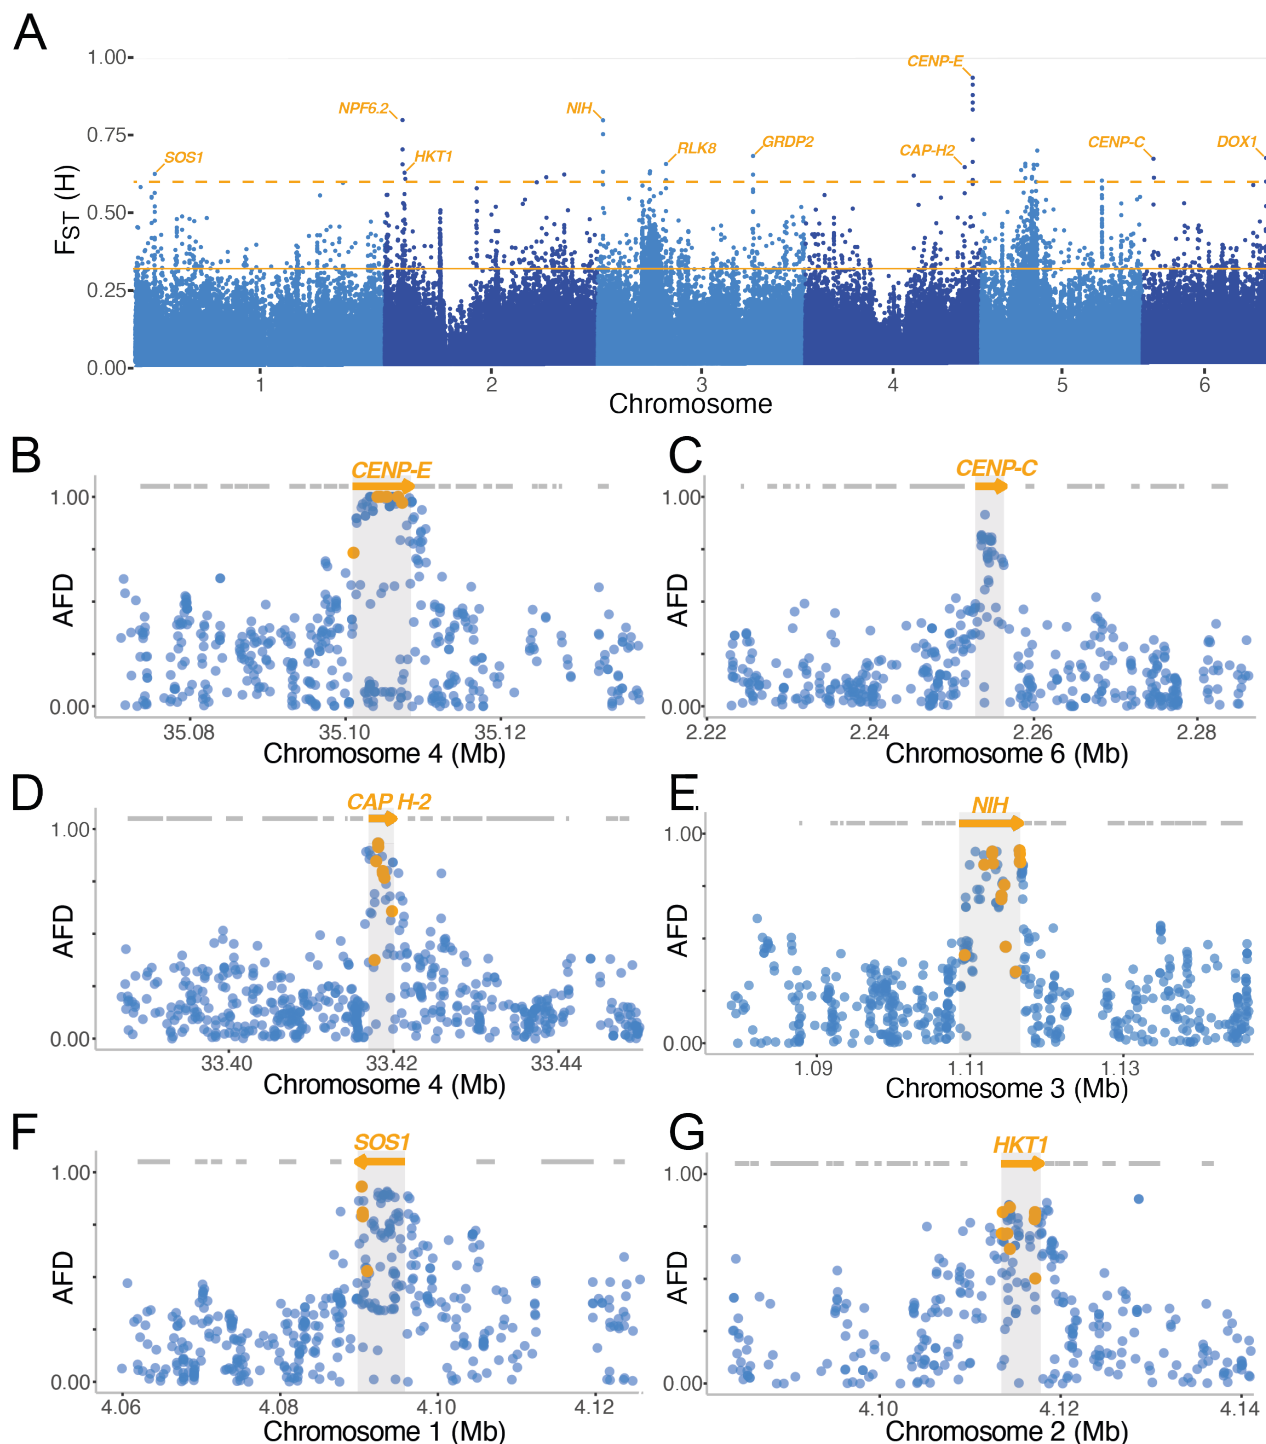 A
FST (H)
1.00
0.75
0.50
0.25
0.00
SOS1
NPF6.2
HKT1
NIH
RLK8
GRDP2
CENP-E
CAP-H2
CENP-C
DOX1
1 2 3 4 5 6
Chromosome
B
CENP-E
AFD
1.00
0.00
35.08 35.10 35.12
Chromosome 4 (Mb)
C
CENP-C
AFD
1.00
0.00
2.22 2.24 2.26 2.28
Chromosome 6 (Mb)
D
CAP H-2
AFD
1.00
0.00
33.40 33.42 33.44
Chromosome 4 (Mb)
E
NIH
AFD
1.00
0.00
1.09 1.11 1.13
Chromosome 3 (Mb)
F
SOS1
AFD
1.00
0.00
4.06 4.08 4.10 4.12
Chromosome 1 (Mb)
G
HKT1
AFD
1.00
0.00
4.10 4.12 4.14
Chromosome 2 (Mb)